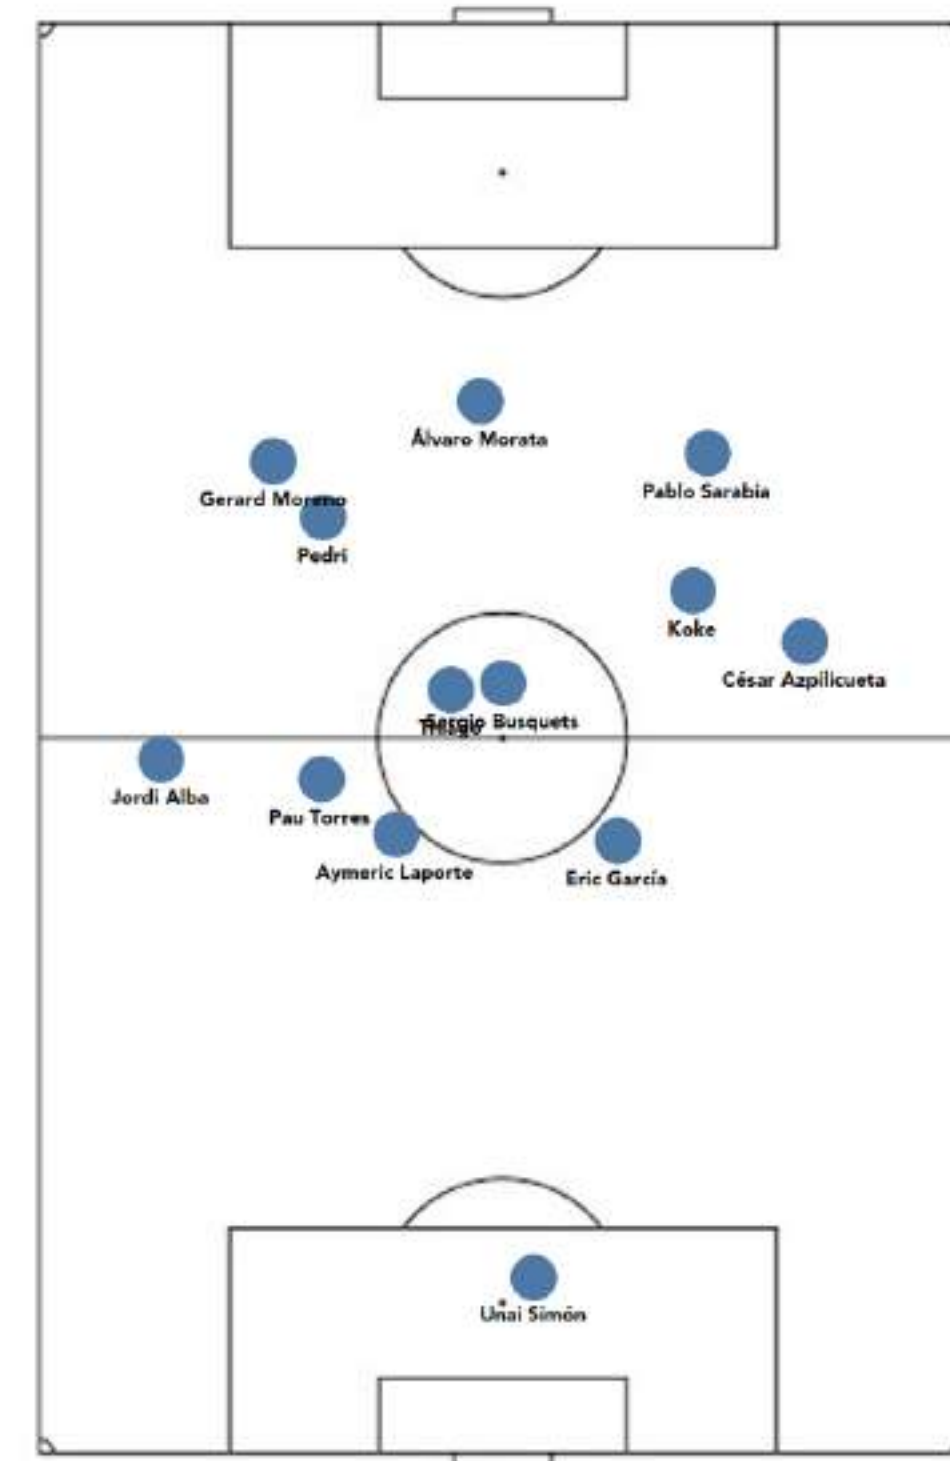 Álvaro Morata
Pablo Sarabia
Gerard Moreno
Pedri
Koke
César Azpilicueta
Sergio Busquets
Thiago
Jordi Alba
Pau Torres
Aymeric Laporte
Eric García
Unai Simón